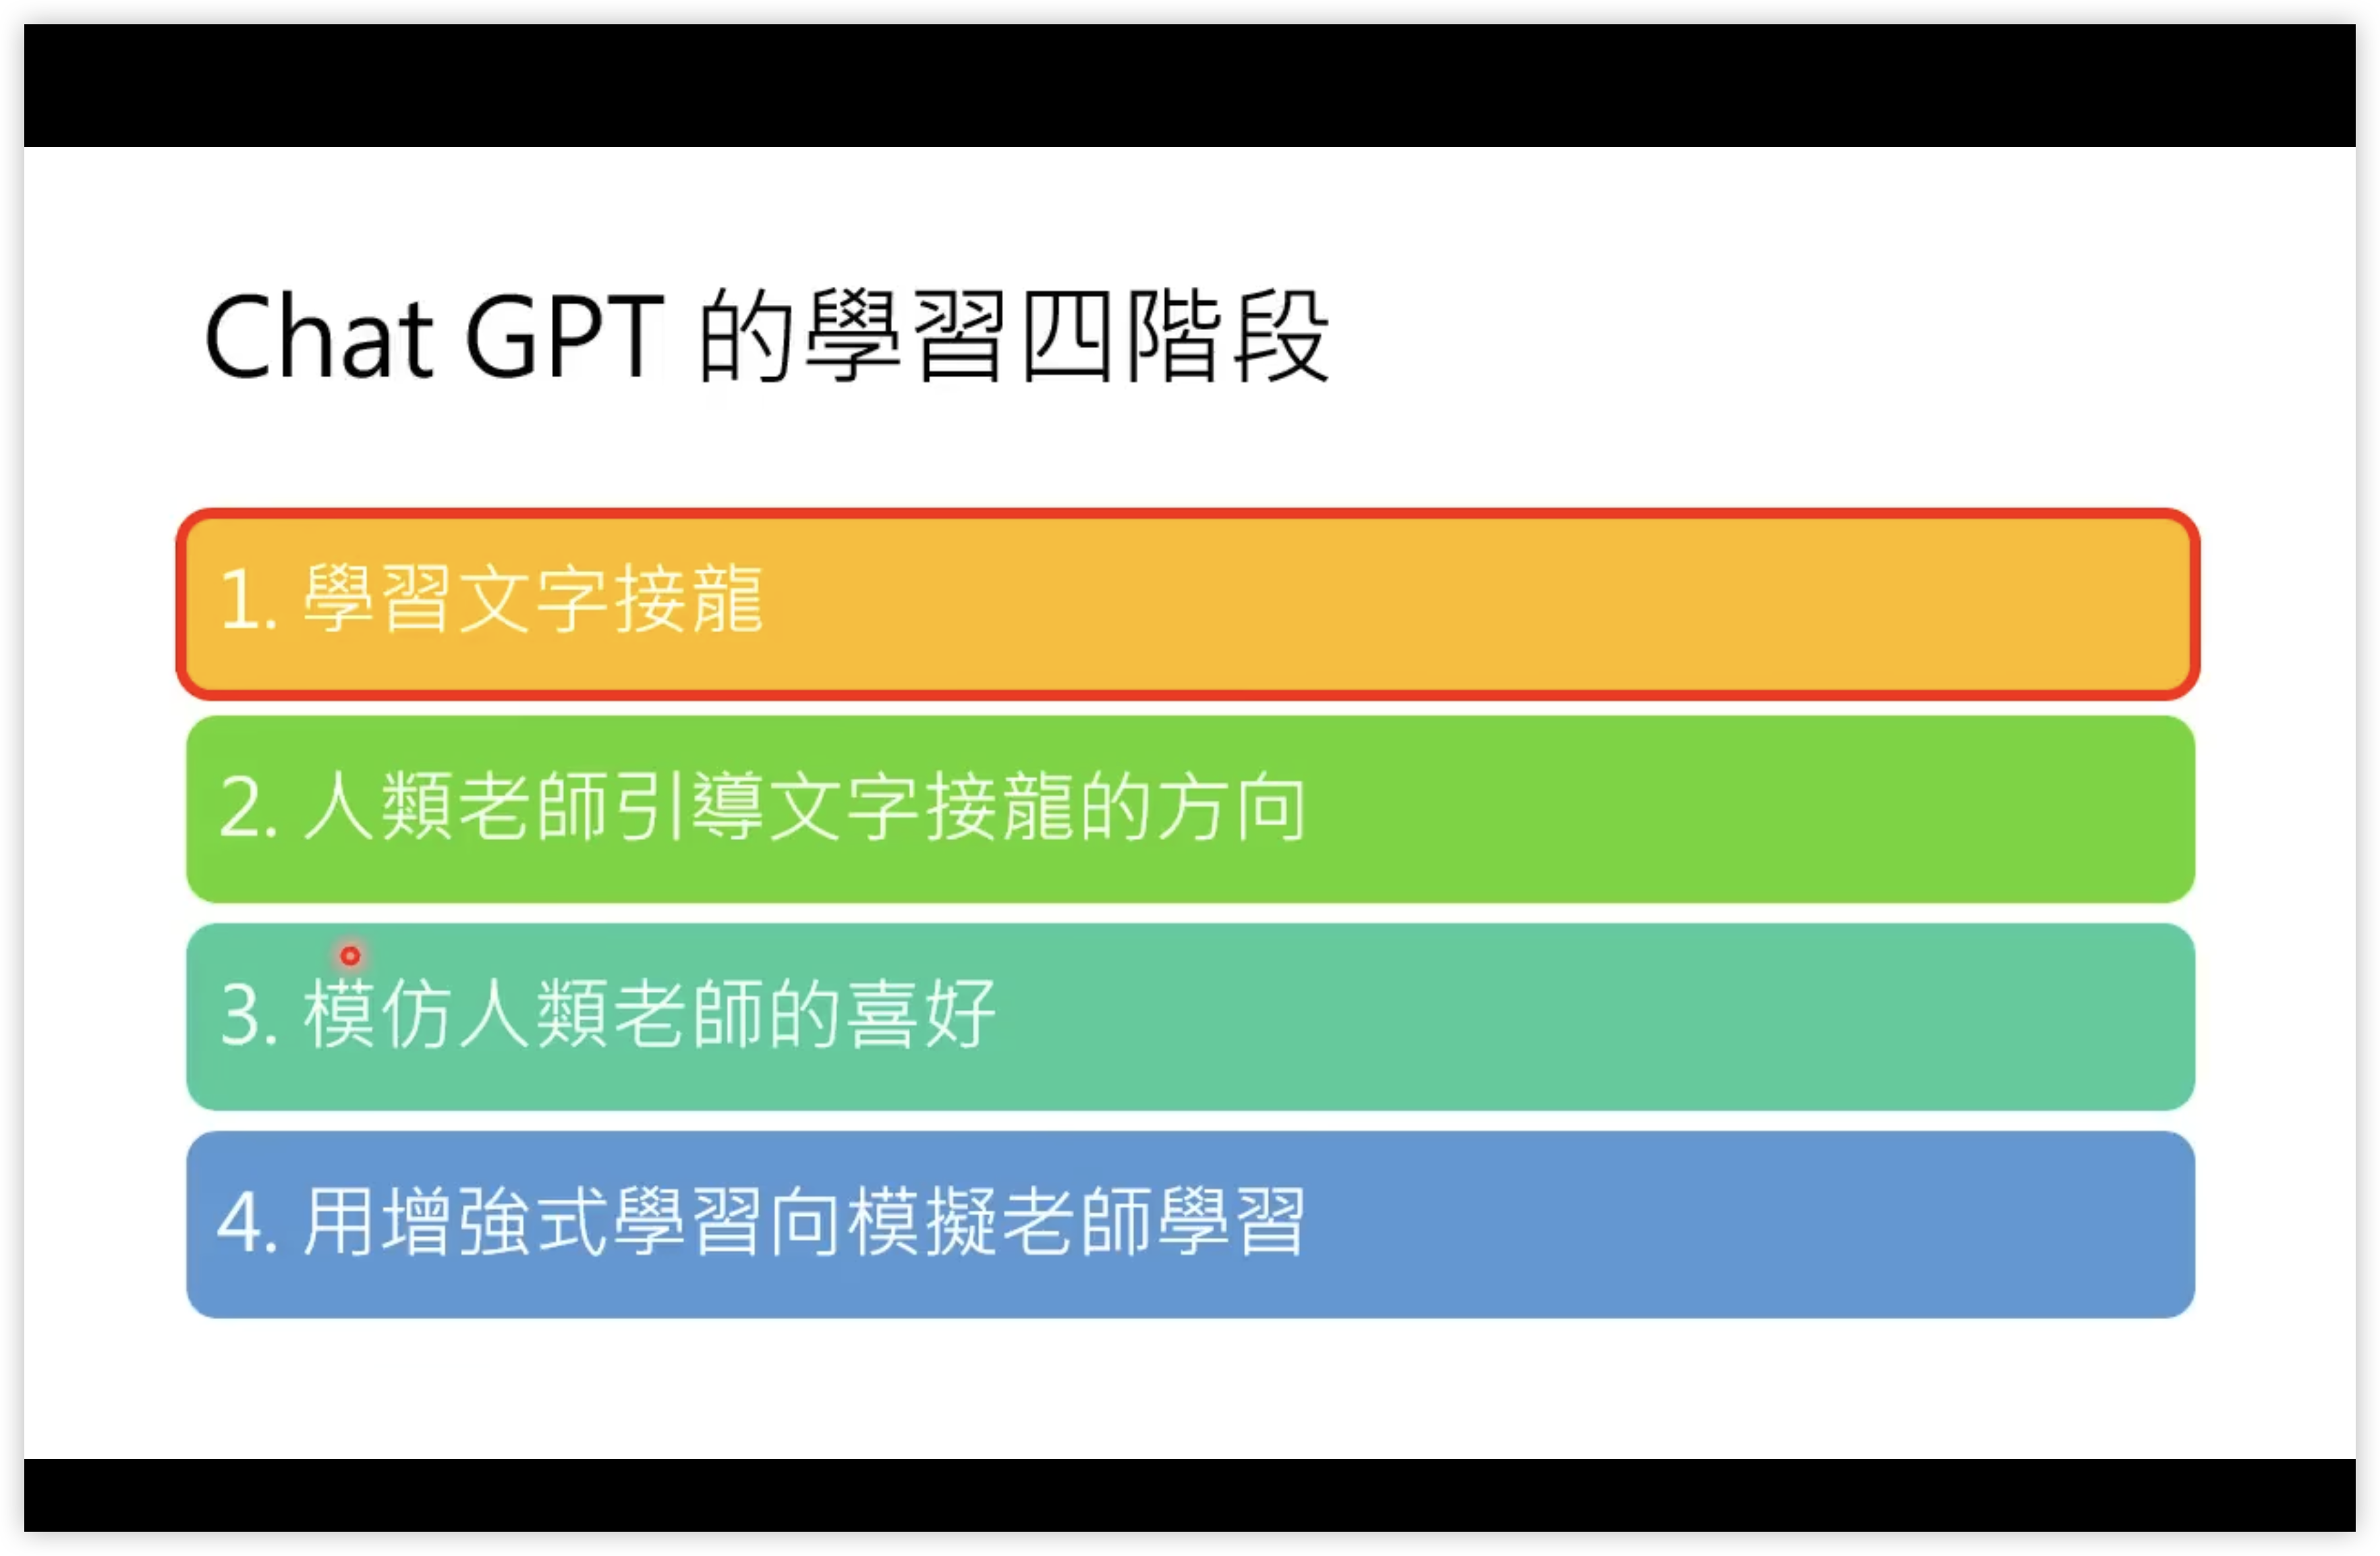 Chat GPT 的學習四階段
1. 學習文字接龍
2. 人類老師引導文字接龍的方向
3. 模仿人類老師的喜好
4. 用增強式學習向模擬老師學習